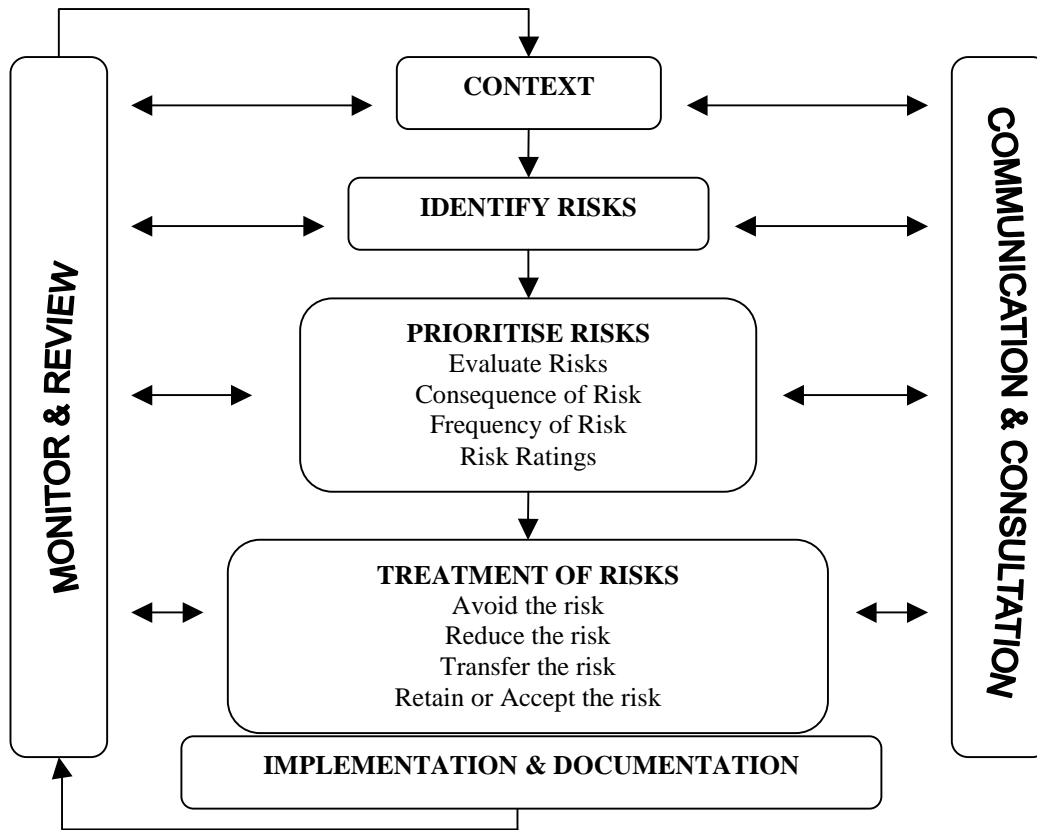 CONTEXT
IDENTIFY RISKS
PRIORITISE RISKS
Evaluate Risks
Consequence of Risk
Frequency of Risk
Risk Ratings
TREATMENT OF RISKS
Avoid the risk
Reduce the risk
Transfer the risk
Retain or Accept the risk
IMPLEMENTATION & DOCUMENTATION
MONITOR & REVIEW
COMMUNICATION & CONSULTATION